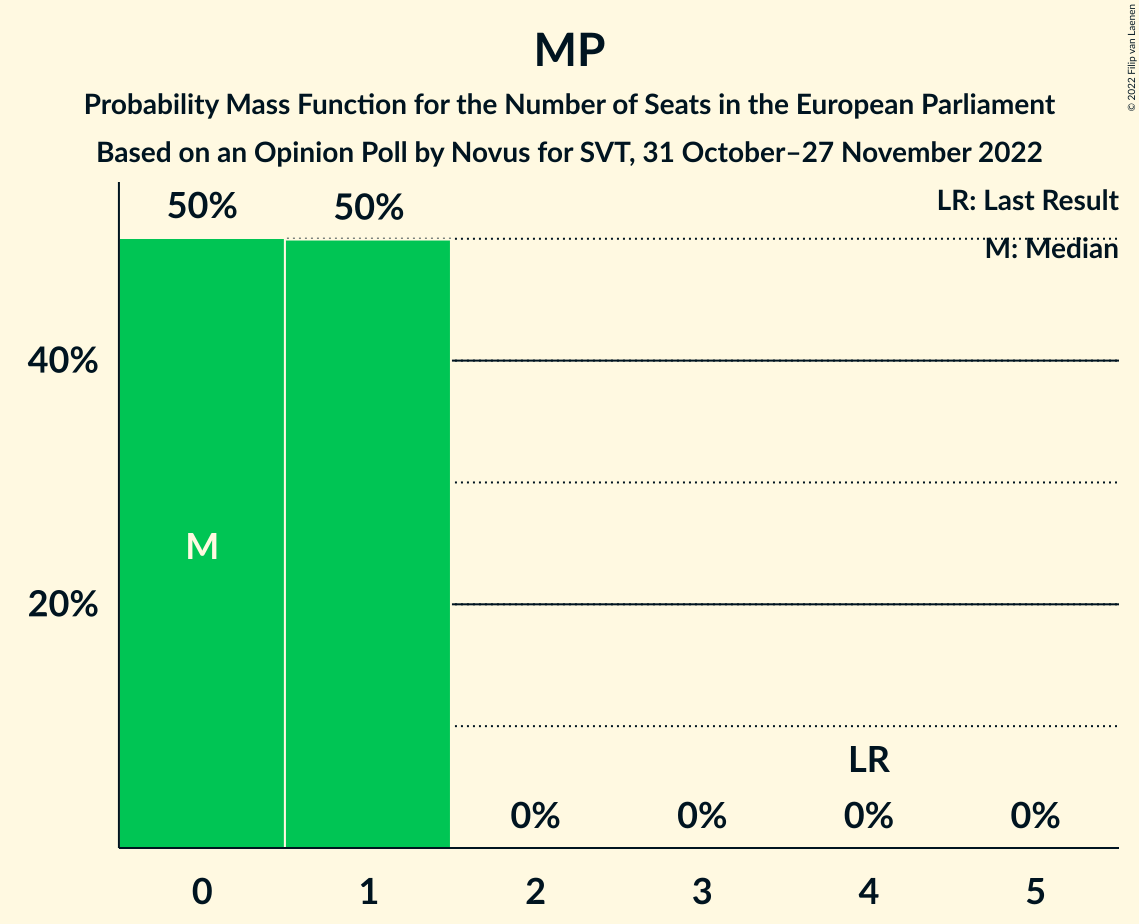 MP
Probability Mass Function for the Number of Seats in the European Parliament
Based on an Opinion Poll by Novus for SVT, 31 October–27 November 2022
© 2022 Filip van Laenen
LR: Last Result
M: Median
50%
50%
40%
20%
M
LR
0%
0%
0%
0%
0
1
2
3
4
5